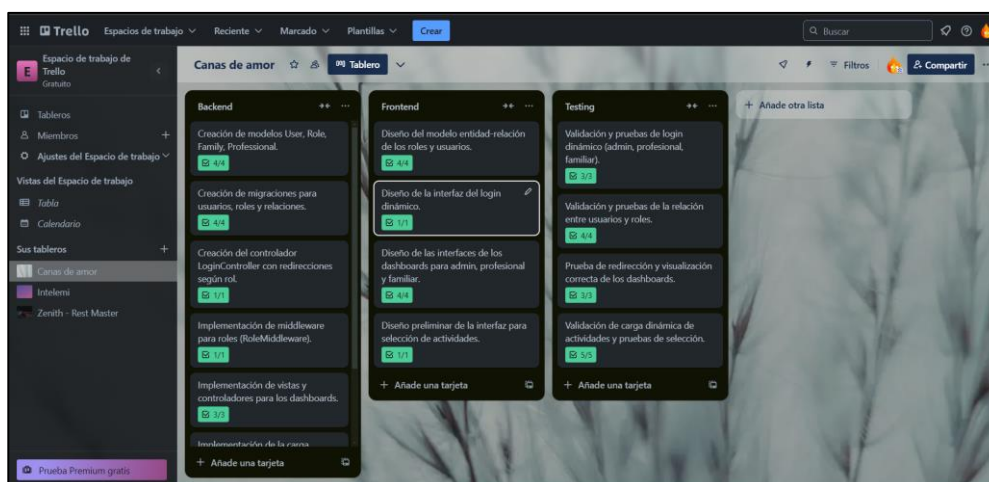 Trello Espacios de trabajo Reciente Marcado Plantillas Crear Buscar
E Espacio de trabajo de
Trello
Gratuito
Tableros
Miembros
Ajustes del Espacio de trabajo
Vistas del Espacio de trabajo
Tabla
Calendario
Sus tableros
Canas de amor
Intelemi
Zenith - Rest Master
Prueba Premium gratis
Canas de amor Tablero Filtros Compartir
Backend
Creación de modelos User, Role,
Family, Professional.
4/4
Creación de migraciones para
usuarios, roles y relaciones.
4/4
Creación del controlador
LoginController con redirecciones
según rol.
1/1
Implementación de middleware
para roles (RoleMiddleware).
1/1
Implementación de vistas y
controladores para los dashboards.
3/3
Implementación de la carga
+ Añade una tarjeta
Frontend
Diseño del modelo entidad-relación
de los roles y usuarios.
4/4
Diseño de la interfaz del login
dinámico.
1/1
Diseño de las interfaces de los
dashboards para admin, profesional
y familiar.
4/4
Diseño preliminar de la interfaz para
selección de actividades.
1/1
+ Añade una tarjeta
Testing
Validación y pruebas de login
dinámico (admin, profesional,
familiar).
3/3
Validación y pruebas de la relación
entre usuarios y roles.
4/4
Prueba de redirección y visualización
correcta de los dashboards.
3/3
Validación de carga dinámica de
actividades y pruebas de selección.
5/5
+ Añade una tarjeta
+ Añade otra lista